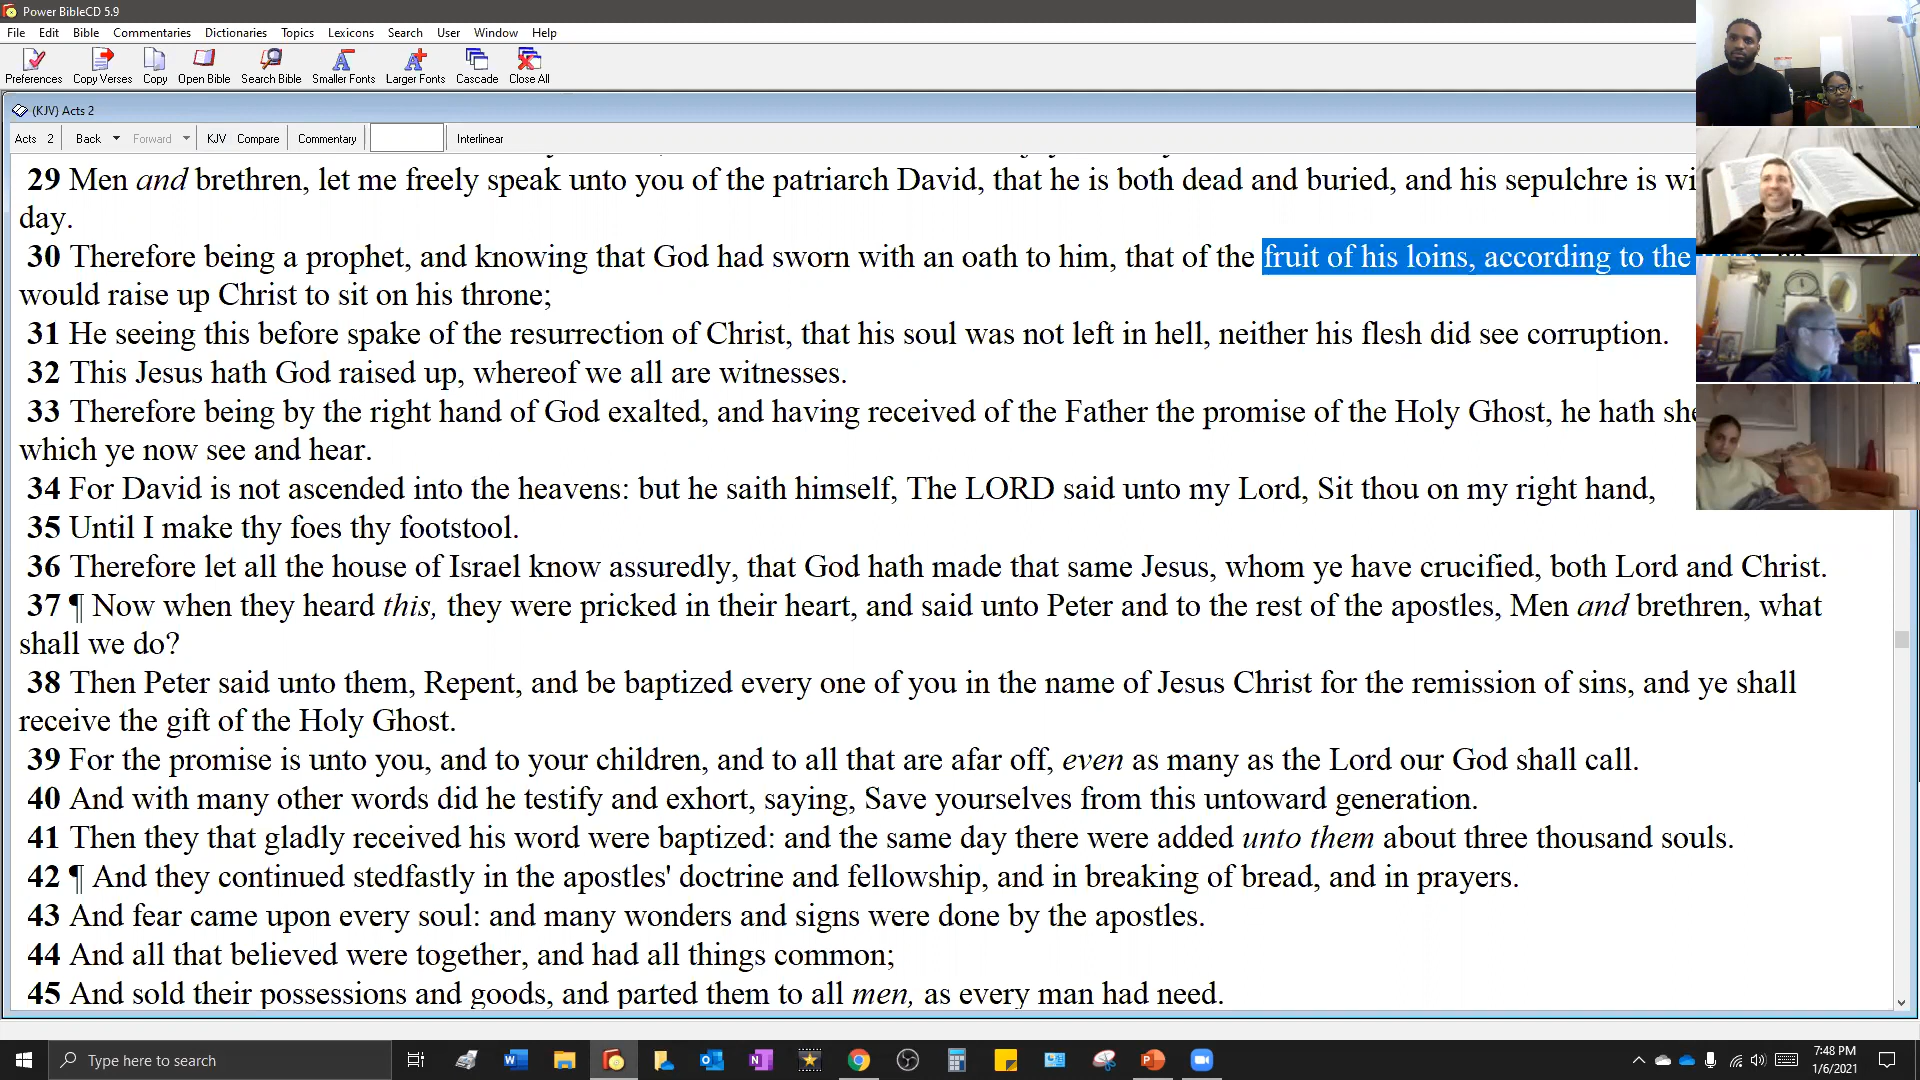 Power BibleCD 5.9
File Edit Bible Commentaries Dictionaries Topics Lexicons Search User Window Help
Preferences Copy Verses Copy Open Bible Search Bible Smaller Fonts Larger Fonts Cascade Close All
(KJV) Acts 2
Acts 2 Back Forward KJV Compare Commentary Interlinear
29 Men and brethren, let me freely speak unto you of the patriarch David, that he is both dead and buried, and his sepulchre is wi
day.
30 Therefore being a prophet, and knowing that God had sworn with an oath to him, that of the fruit of his loins, according to the
would raise up Christ to sit on his throne;
31 He seeing this before spake of the resurrection of Christ, that his soul was not left in hell, neither his flesh did see corruption.
32 This Jesus hath God raised up, whereof we all are witnesses.
33 Therefore being by the right hand of God exalted, and having received of the Father the promise of the Holy Ghost, he hath she
which ye now see and hear.
34 For David is not ascended into the heavens: but he saith himself, The LORD said unto my Lord, Sit thou on my right hand,
35 Until I make thy foes thy footstool.
36 Therefore let all the house of Israel know assuredly, that God hath made that same Jesus, whom ye have crucified, both Lord and Christ.
37 ¶ Now when they heard this, they were pricked in their heart, and said unto Peter and to the rest of the apostles, Men and brethren, what
shall we do?
38 Then Peter said unto them, Repent, and be baptized every one of you in the name of Jesus Christ for the remission of sins, and ye shall
receive the gift of the Holy Ghost.
39 For the promise is unto you, and to your children, and to all that are afar off, even as many as the Lord our God shall call.
40 And with many other words did he testify and exhort, saying, Save yourselves from this untoward generation.
41 Then they that gladly received his word were baptized: and the same day there were added unto them about three thousand souls.
42 ¶ And they continued stedfastly in the apostles' doctrine and fellowship, and in breaking of bread, and in prayers.
43 And fear came upon every soul: and many wonders and signs were done by the apostles.
44 And all that believed were together, and had all things common;
45 And sold their possessions and goods, and parted them to all men, as every man had need.
Type here to search
7:48 PM
1/6/2021